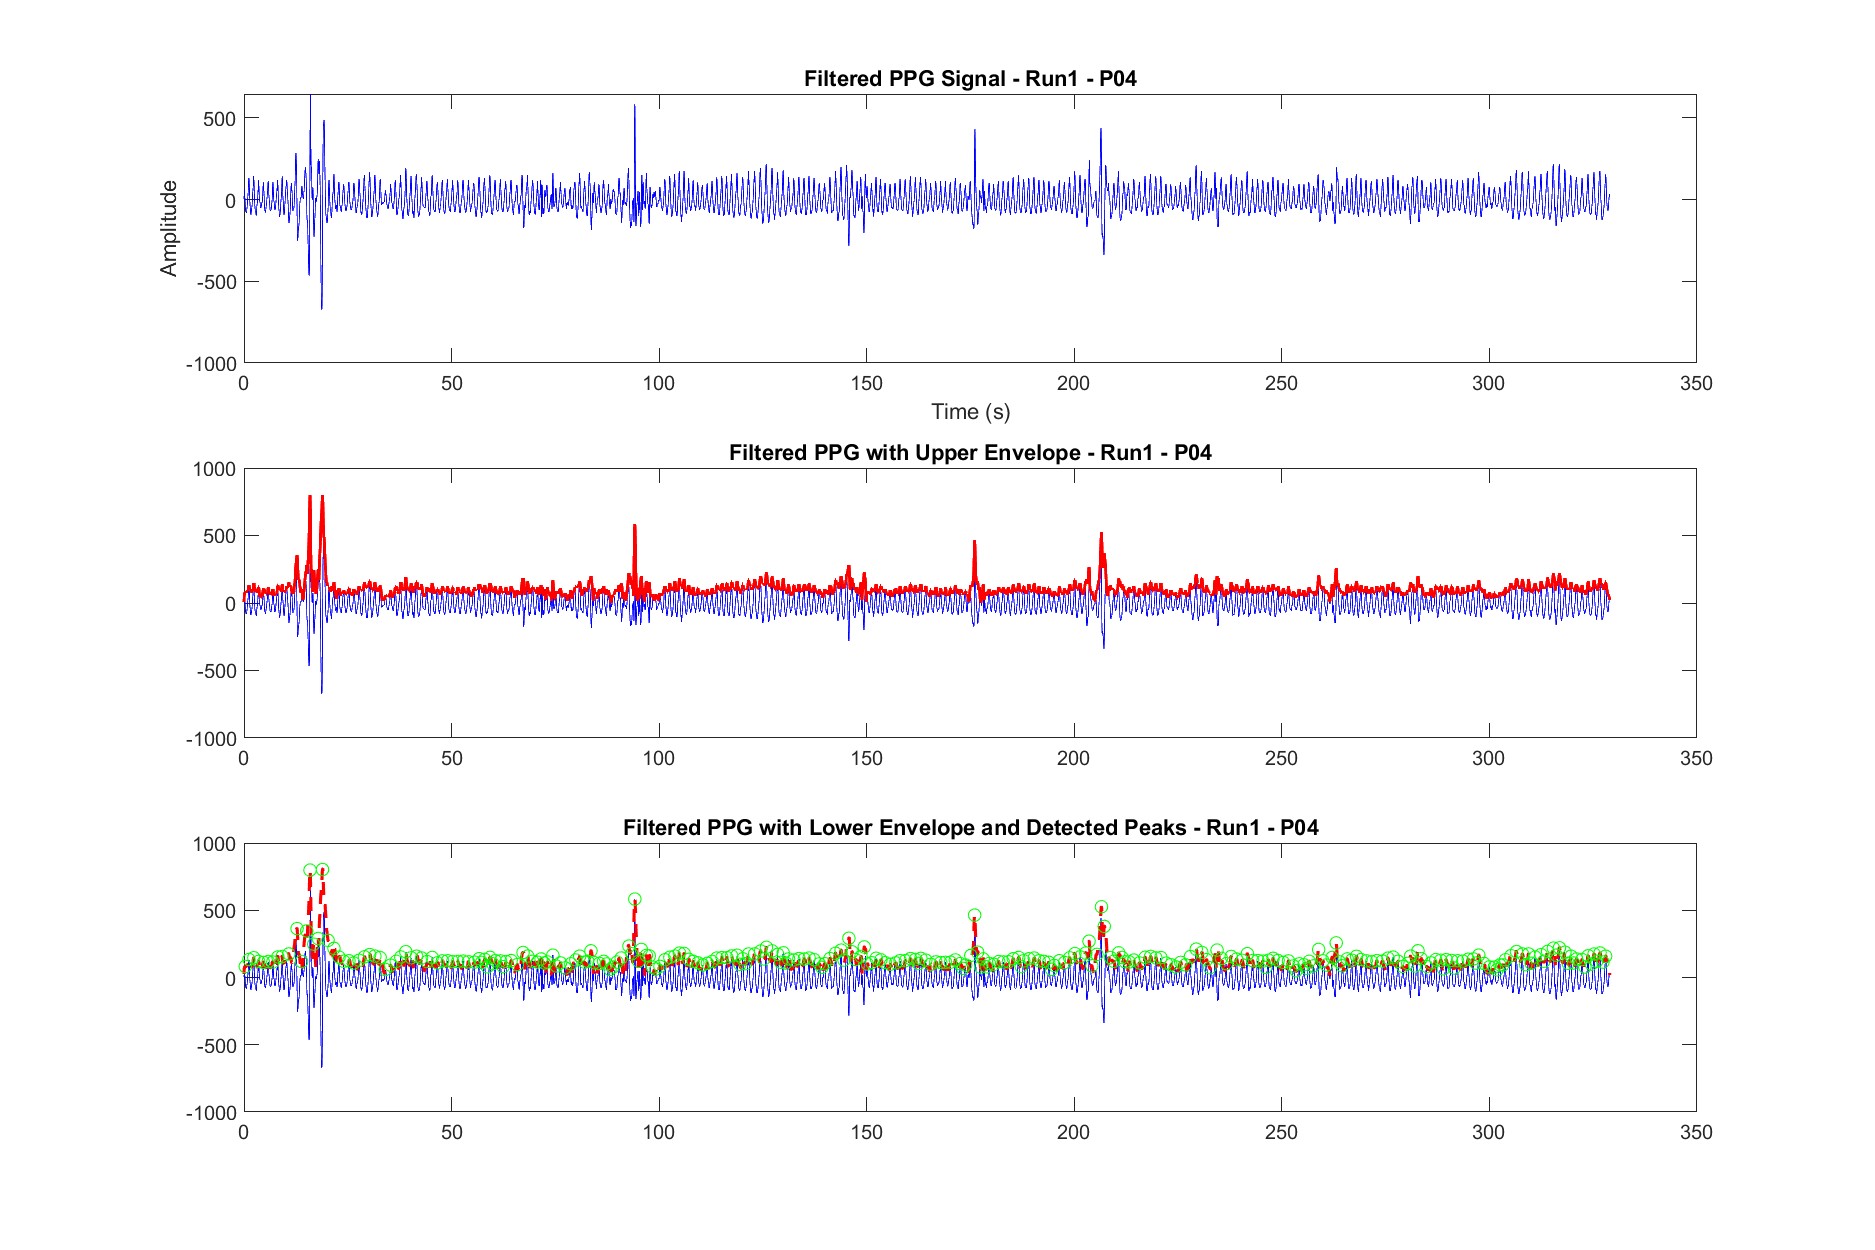 Filtered PPG Signal - Run1 - P04
500
0
-500
-1000
Amplitude
0 50 100 150 200 250 300 350
Time (s)
Filtered PPG with Upper Envelope - Run1 - P04
1000
500
0
-500
-1000
0 50 100 150 200 250 300 350
Filtered PPG with Lower Envelope and Detected Peaks - Run1 - P04
1000
500
0
-500
-1000
0 50 100 150 200 250 300 350